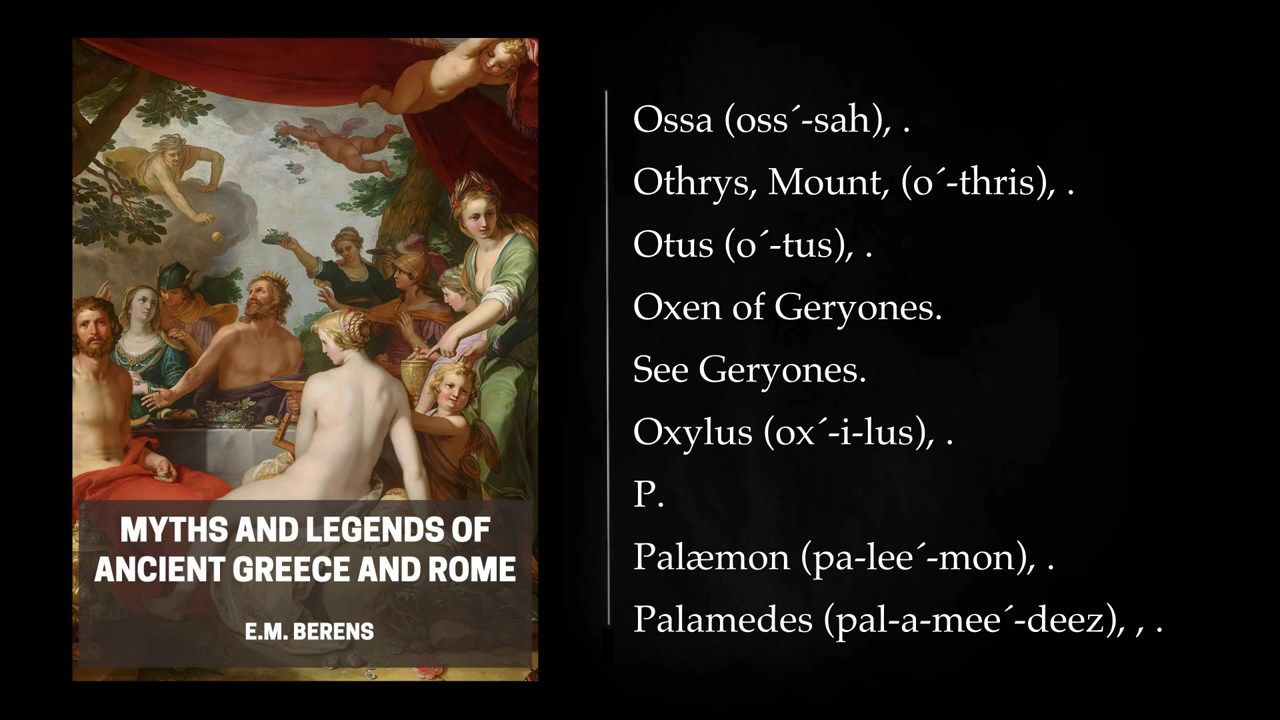 MYTHS AND LEGENDS OF
ANCIENT GREECE AND ROME
E.M. BERENS
Ossa (oss´-sah), .
Othrys, Mount, (o´-thris), .
Otus (o´-tus), .
Oxen of Geryones.
See Geryones.
Oxylus (ox´-i-lus), .
P.
Palæmon (pa-lee´-mon), .
Palamedes (pal-a-mee´-deez), , .